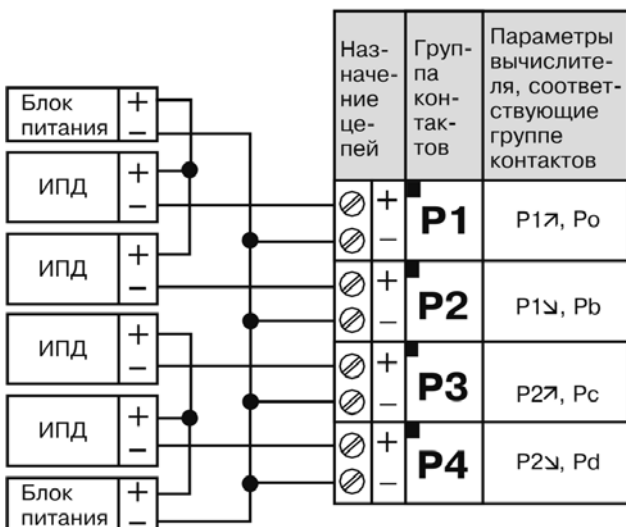 Наз-
наче-
ние
це-
пей
Груп-
па
кон-
так-
тов
Параметры
вычислите-
ля, соответ-
ствующие
группе
контактов
Блок
питания
+
–
ИПД
+
–
ИПД
+
–
ИПД
+
–
ИПД
+
–
Блок
питания
+
–
+
–
P1
P1↗, Po
+
–
P2
P1↘, Pb
+
–
P3
P2↗, Pc
+
–
P4
P2↘, Pd